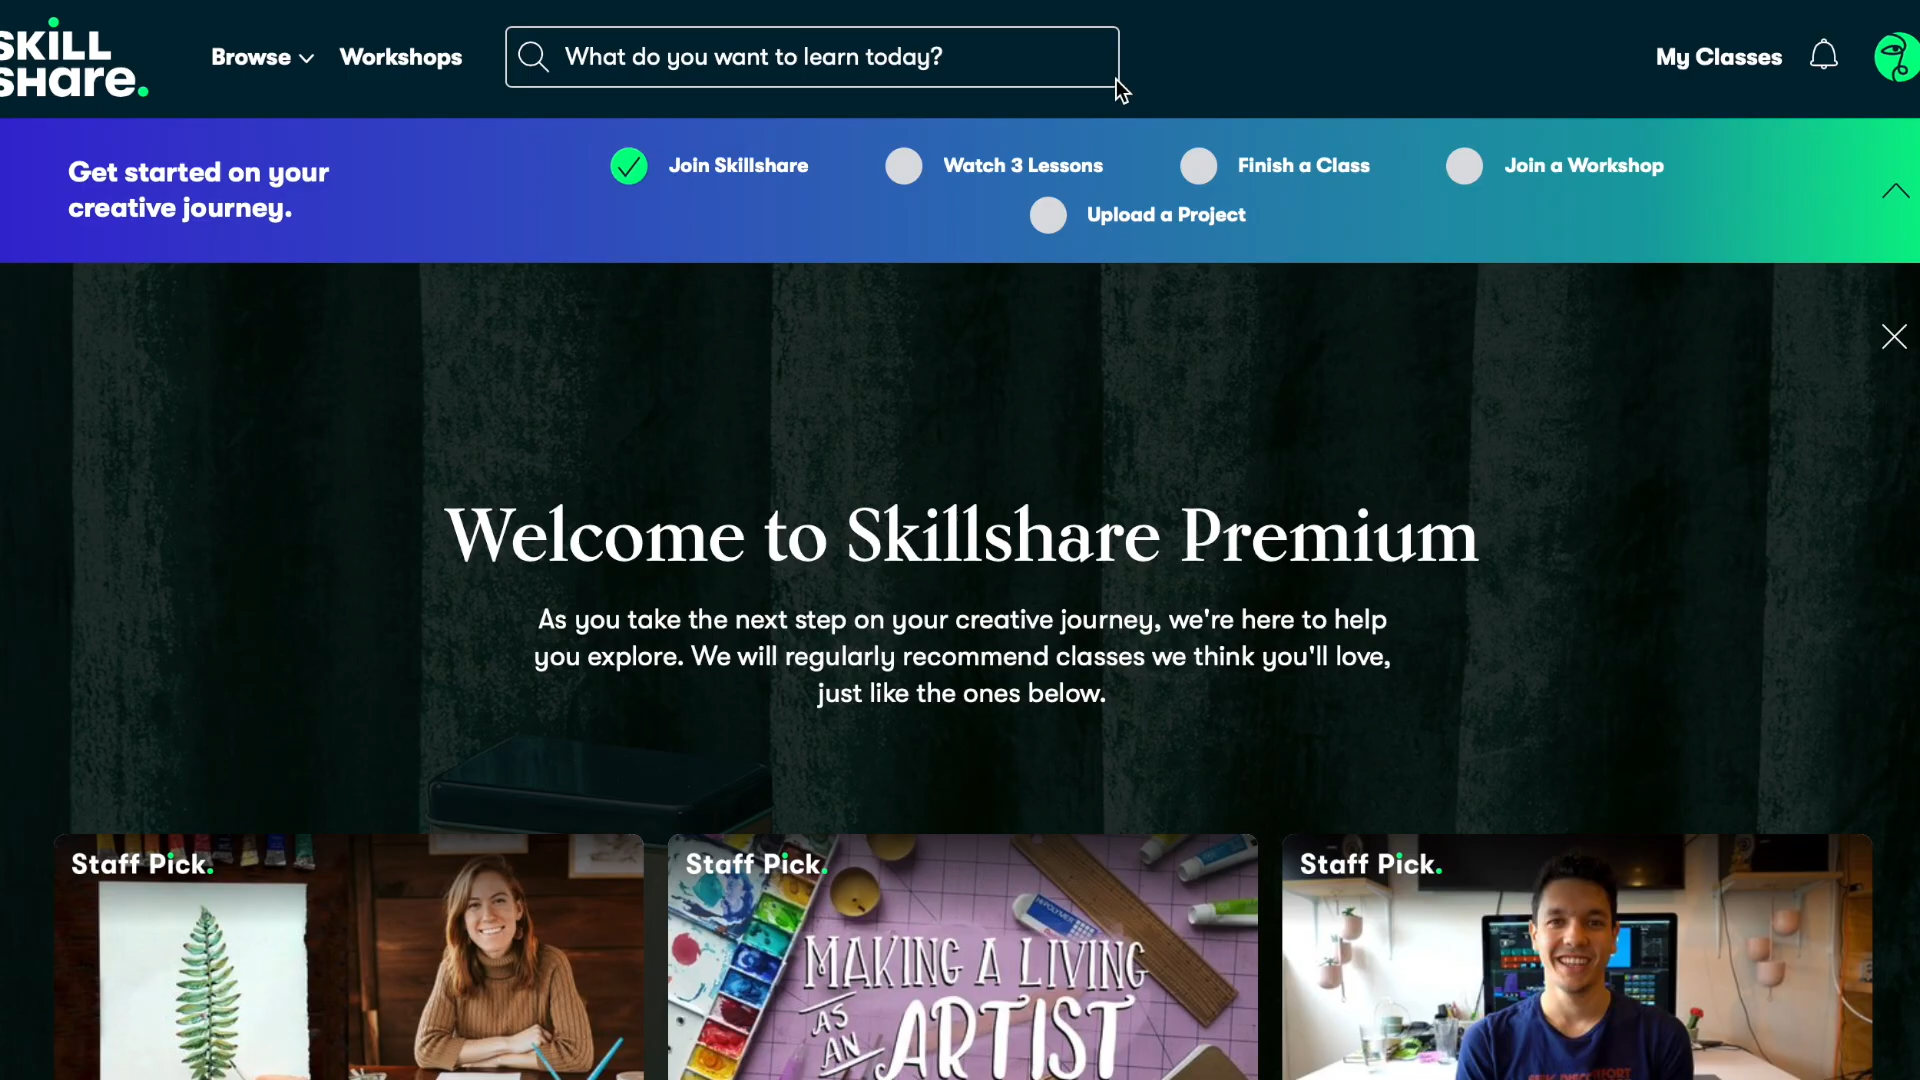 SKILL
SHare.
Browse
Workshops
What do you want to learn today?
My Classes
Get started on your
creative journey.
Join Skillshare
Watch 3 Lessons
Finish a Class
Join a Workshop
Upload a Project
Welcome to Skillshare Premium
As you take the next step on your creative journey, we're here to help
you explore. We will regularly recommend classes we think you'll love,
just like the ones below.
Staff Pick.
Staff Pick.
Staff Pick.
HI-POLYMER
MAKING A LIVING
AS
AN
ARTIST